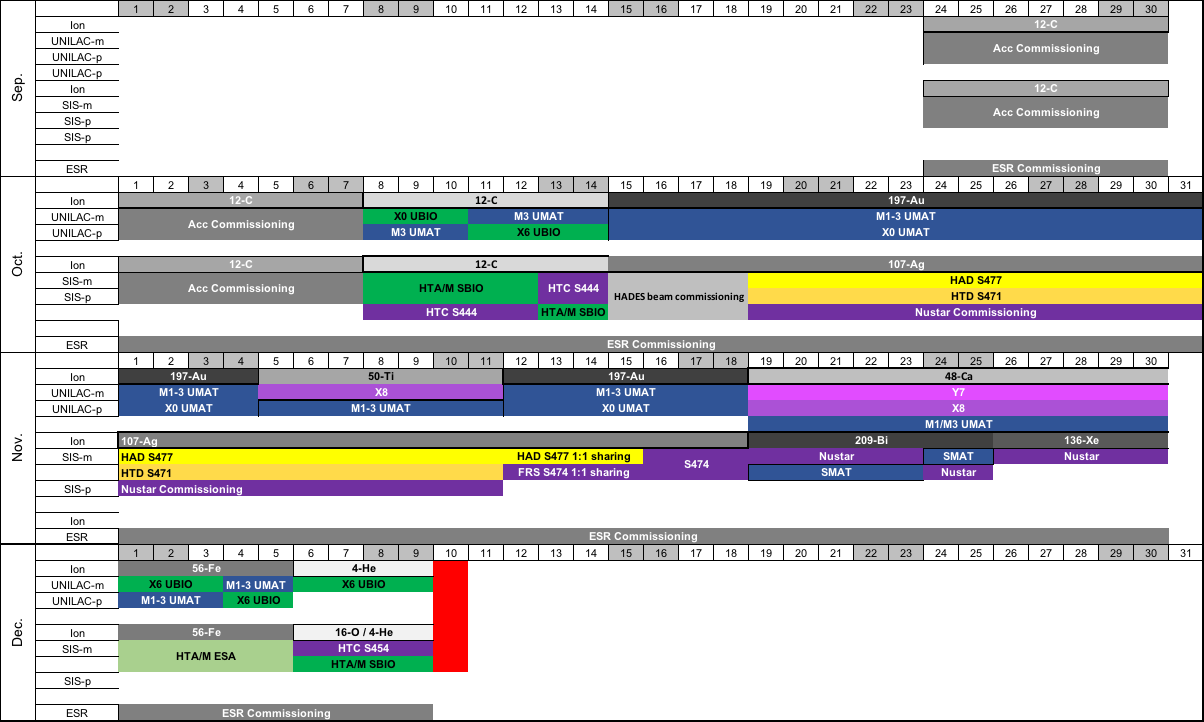 1 2 3 4 5 6 7 8 9 10 11 12 13 14 15 16 17 18 19 20 21 22 23 24 25 26 27 28 29 30
Sep.
Ion 12-C
UNILAC-m
Acc Commissioning
UNILAC-p
UNILAC-p
Ion 12-C
SIS-m
Acc Commissioning
SIS-p
SIS-p
ESR ESR Commissioning
1 2 3 4 5 6 7 8 9 10 11 12 13 14 15 16 17 18 19 20 21 22 23 24 25 26 27 28 29 30 31
Oct.
Ion 12-C 12-C 197-Au
UNILAC-m X0 UBIO M3 UMAT M1-3 UMAT
Acc Commissioning
UNILAC-p M3 UMAT X6 UBIO X0 UMAT
Ion 12-C 12-C 107-Ag
SIS-m HAD S477
Acc Commissioning HTA/M SBIO HTC S444
SIS-p HADES beam commissioning HTD S471
HTC S444 HTA/M SBIO Nustar Commissioning
ESR ESR Commissioning
1 2 3 4 5 6 7 8 9 10 11 12 13 14 15 16 17 18 19 20 21 22 23 24 25 26 27 28 29 30
Nov.
Ion 197-Au 50-Ti 197-Au 48-Ca
UNILAC-m M1-3 UMAT X8 M1-3 UMAT Y7
UNILAC-p X0 UMAT M1-3 UMAT X0 UMAT X8
M1/M3 UMAT
Ion 107-Ag 209-Bi 136-Xe
SIS-m HAD S477 HAD S477 1:1 sharing S474 Nustar SMAT Nustar
HTD S471 FRS S474 1:1 sharing SMAT Nustar
SIS-p Nustar Commissioning
Ion
ESR ESR Commissioning
1 2 3 4 5 6 7 8 9 10 11 12 13 14 15 16 17 18 19 20 21 22 23 24 25 26 27 28 29 30 31
Dec.
Ion 56-Fe 4-He
UNILAC-m X6 UBIO M1-3 UMAT X6 UBIO
UNILAC-p M1-3 UMAT X6 UBIO
Ion 56-Fe 16-O / 4-He
SIS-m HTA/M ESA HTC S454
HTA/M SBIO
SIS-p
ESR ESR Commissioning